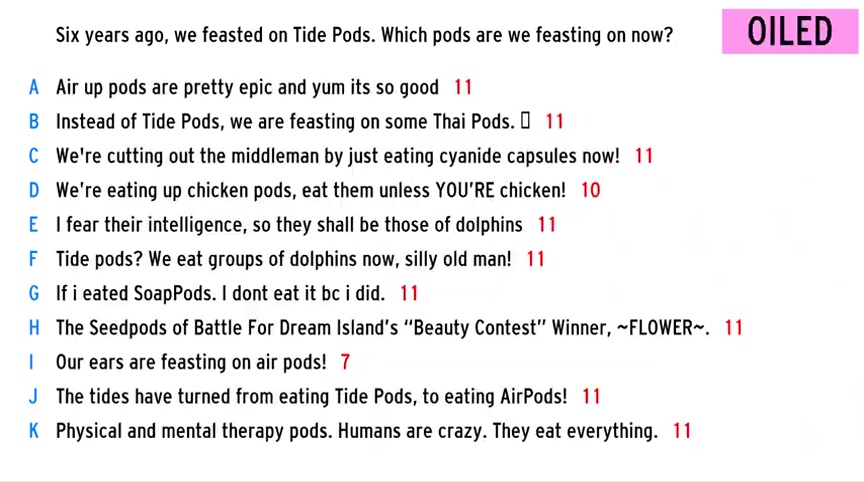 Six years ago, we feasted on Tide Pods. Which pods are we feasting on now?
OILED
A Air up pods are pretty epic and yum its so good 11
B Instead of Tide Pods, we are feasting on some Thai Pods. ▯ 11
C We're cutting out the middleman by just eating cyanide capsules now! 11
D We’re eating up chicken pods, eat them unless YOU’RE chicken! 10
E I fear their intelligence, so they shall be those of dolphins 11
F Tide pods? We eat groups of dolphins now, silly old man! 11
G If i eated SoapPods. I dont eat it bc i did. 11
H The Seedpods of Battle For Dream Island’s “Beauty Contest” Winner, ~FLOWER~. 11
I Our ears are feasting on air pods! 7
J The tides have turned from eating Tide Pods, to eating AirPods! 11
K Physical and mental therapy pods. Humans are crazy. They eat everything. 11